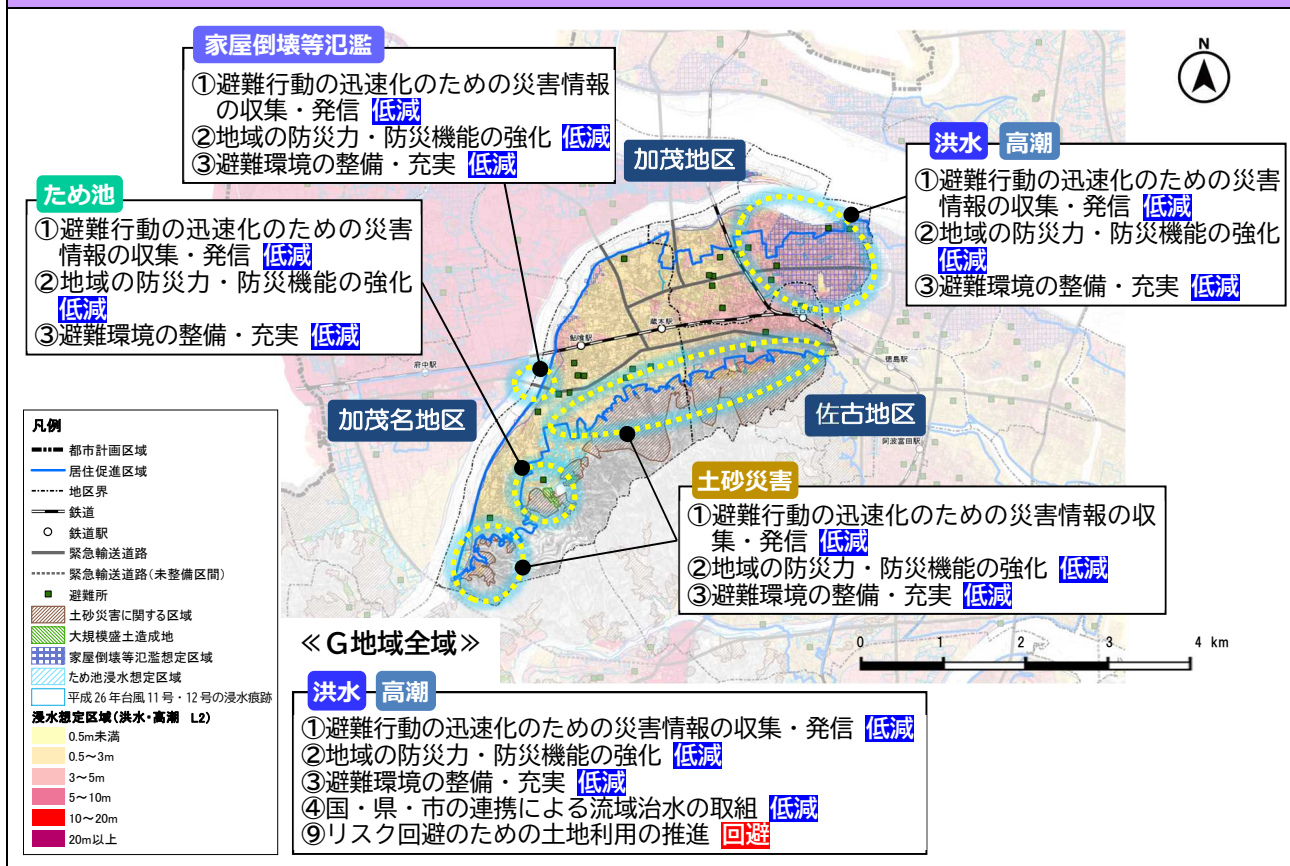 家屋倒壊等氾濫
①避難行動の迅速化のための災害情報
の収集・発信 低減
②地域の防災力・防災機能の強化 低減
③避難環境の整備・充実 低減
N
加茂地区
洪水 高潮
①避難行動の迅速化のための災害
情報の収集・発信 低減
②地域の防災力・防災機能の強化
低減
③避難環境の整備・充実 低減
ため池
①避難行動の迅速化のための災害
情報の収集・発信 低減
②地域の防災力・防災機能の強化
低減
③避難環境の整備・充実 低減
佐古駅
蔵本駅
鮎喰駅
府中駅
徳島駅
阿波富田駅
加茂名地区
佐古地区
土砂災害
①避難行動の迅速化のための災害情報の収
集・発信 低減
②地域の防災力・防災機能の強化 低減
③避難環境の整備・充実 低減
凡例
都市計画区域
居住促進区域
地区界
鉄道
鉄道駅
緊急輸送道路
緊急輸送道路(未整備区間)
避難所
土砂災害に関する区域
大規模盛土造成地
家屋倒壊等氾濫想定区域
ため池浸水想定区域
平成26年台風11号・12号の浸水痕跡
浸水想定区域(洪水・高潮 L2)
0.5m未満
0.5～3m
3～5m
5～10m
10～20m
20m以上
0 1 2 3 4 km
≪G地域全域≫
洪水 高潮
①避難行動の迅速化のための災害情報の収集・発信 低減
②地域の防災力・防災機能の強化 低減
③避難環境の整備・充実 低減
④国・県・市の連携による流域治水の取組 低減
⑨リスク回避のための土地利用の推進 回避